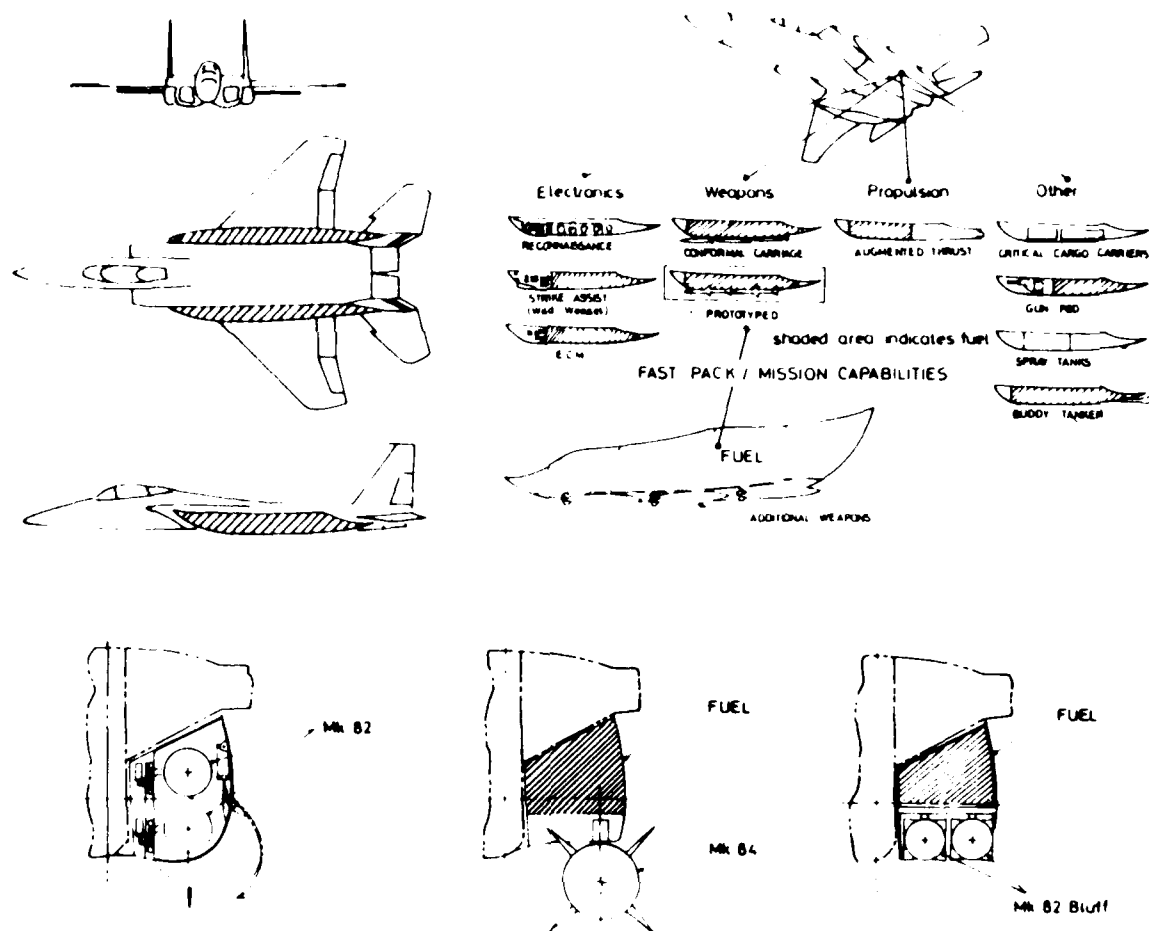 Electronics
Weapons
Propulsion
Other
RECONNAISSANCE
CONFORMAL CARRIAGE
AUGMENTED THRUST
CRITICAL CARGO CARRIERS
STRIKE ASSIST
(Wild Weasel)
PROTOTYPED
GUN POD
ECM
shaded area indicates fuel
SPRAY TANKS
FAST PACK / MISSION CAPABILITIES
BUDDY TANKER
FUEL
ADDITIONAL WEAPONS
Mk 82
FUEL
FUEL
Mk 84
Mk 82 Bluff